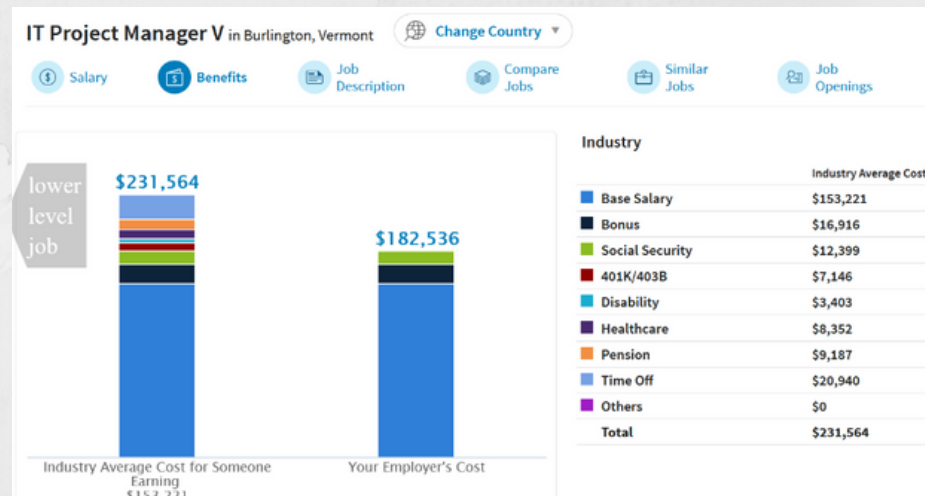 IT Project Manager V in Burlington, Vermont
Change Country ▼
Salary
Benefits
Job
Description
Compare
Jobs
Similar
Jobs
Job
Openings
lower
level
job
$231,564
$182,536
Industry Average Cost for Someone
Earning
$153,221
Your Employer's Cost
Industry
Industry Average Cost
Base Salary $153,221
Bonus $16,916
Social Security $12,399
401K/403B $7,146
Disability $3,403
Healthcare $8,352
Pension $9,187
Time Off $20,940
Others $0
Total $231,564